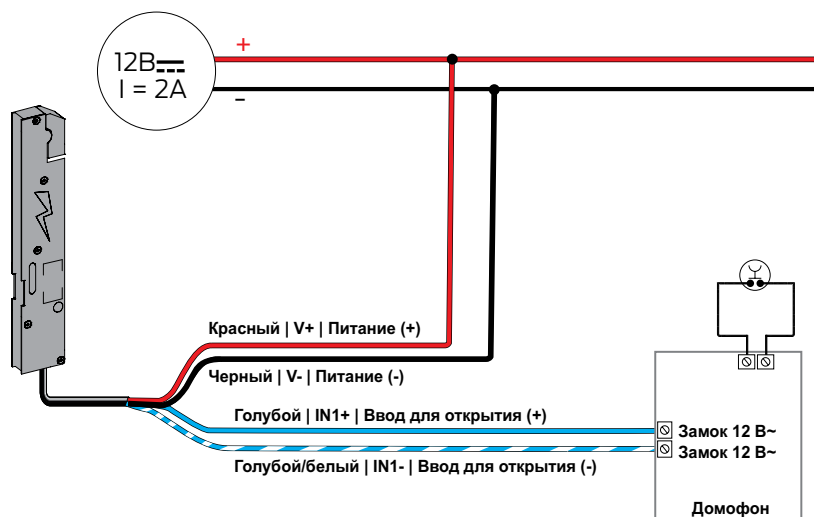 +
12В
I = 2A
–
Красный | V+ | Питание (+)
Черный | V- | Питание (-)
Голубой | IN1+ | Ввод для открытия (+)
Замок 12 В~
Замок 12 В~
Голубой/белый | IN1- | Ввод для открытия (-)
Домофон